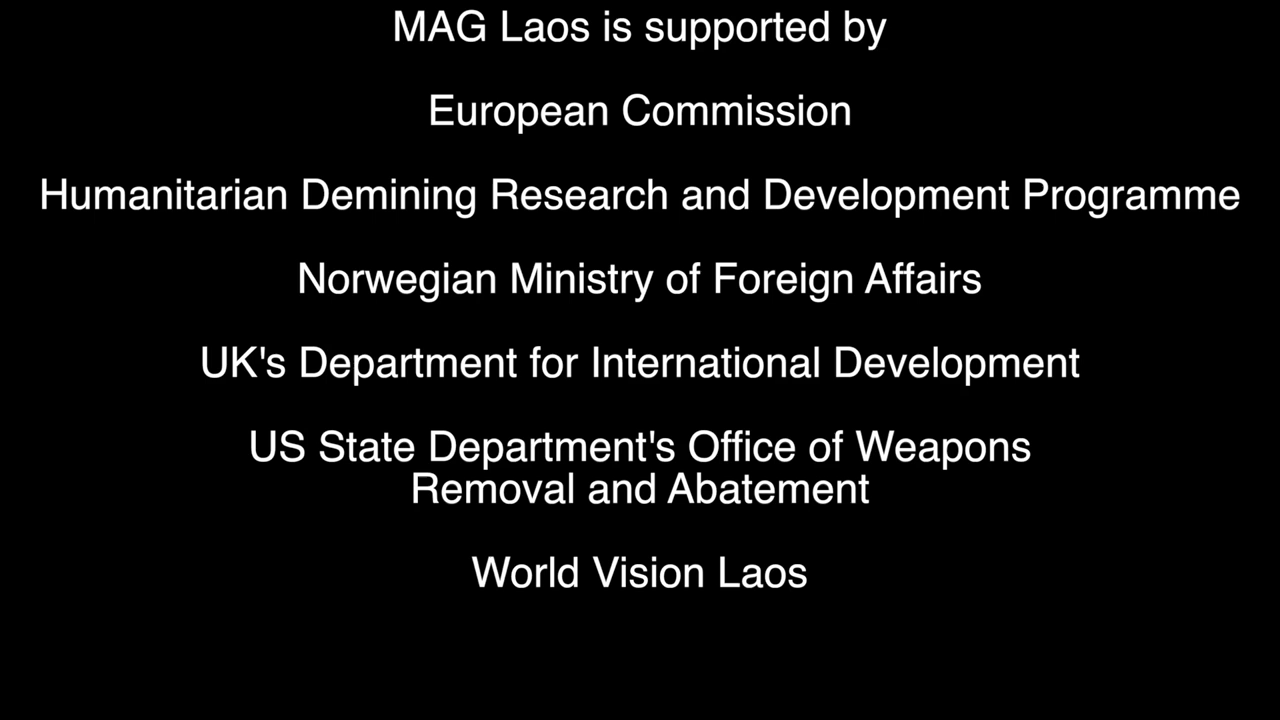 MAG Laos is supported by
European Commission
Humanitarian Demining Research and Development Programme
Norwegian Ministry of Foreign Affairs
UK's Department for International Development
US State Department's Office of Weapons
Removal and Abatement
World Vision Laos